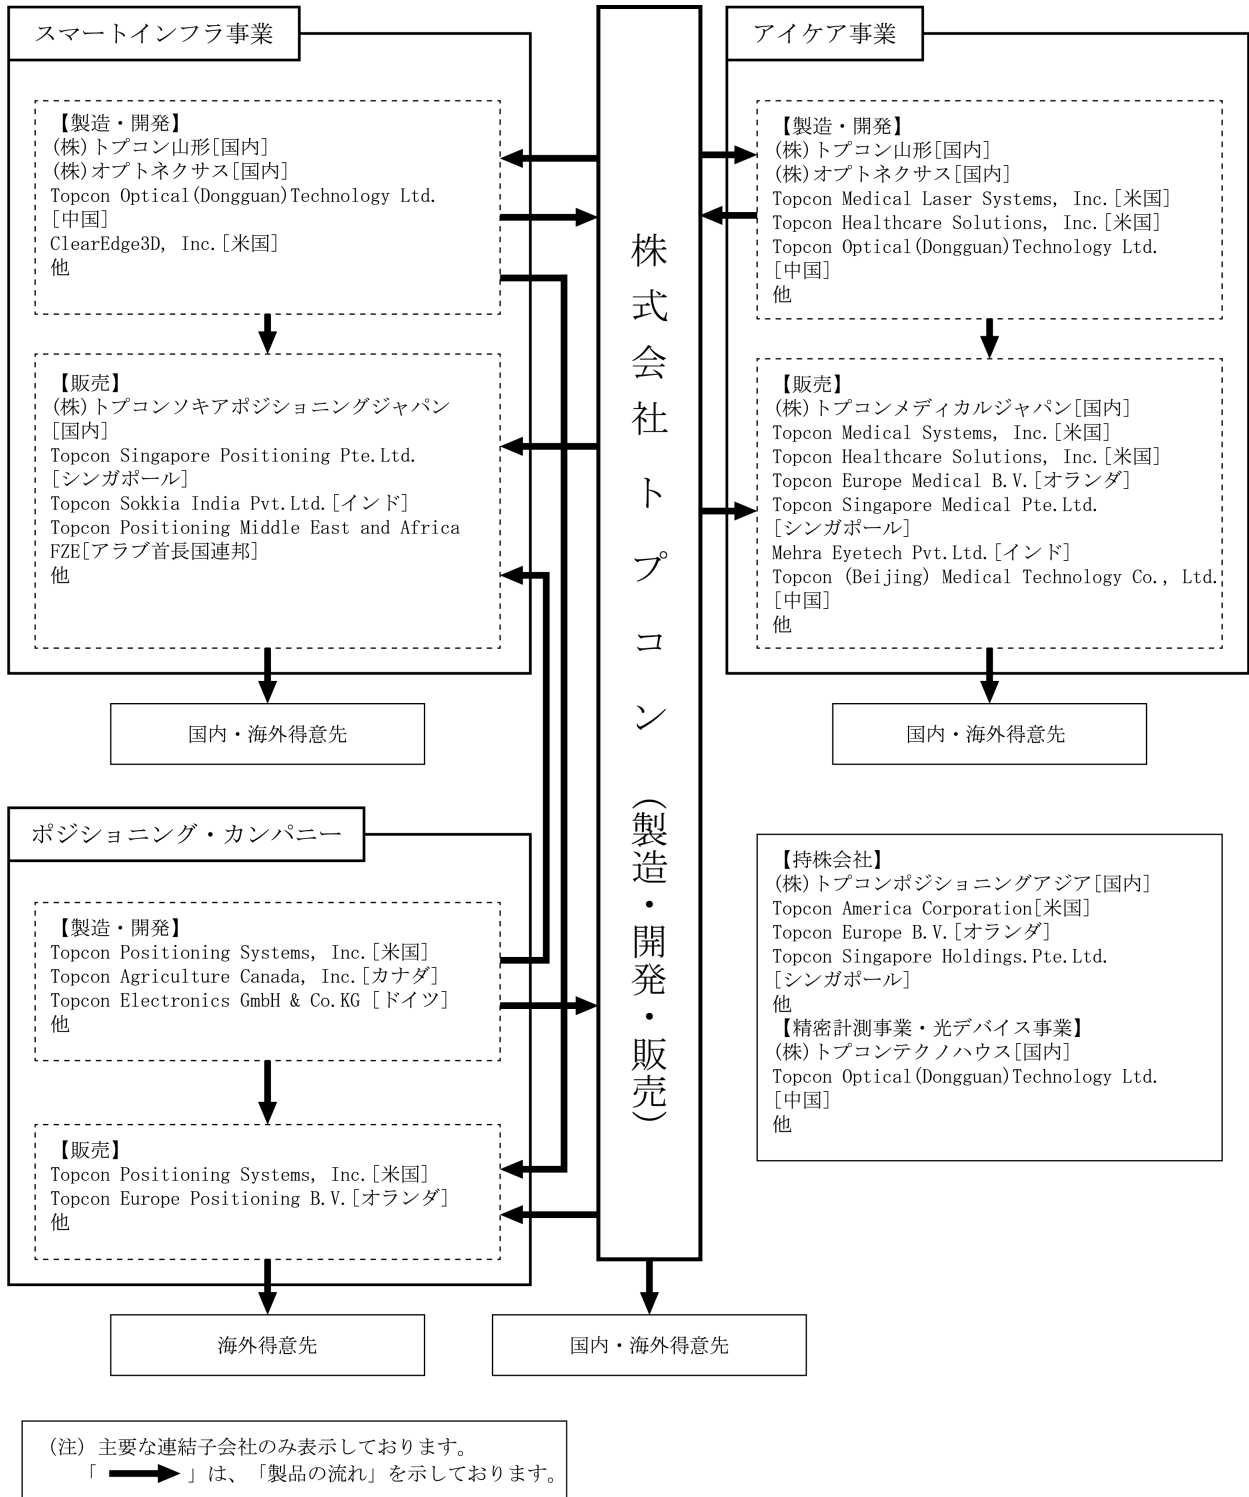 スマートインフラ事業
【製造・開発】
(株)トプコン山形[国内]
(株)オプトネクサス[国内]
Topcon Optical(Dongguan)Technology Ltd.
[中国]
ClearEdge3D, Inc.[米国]
他
【販売】
(株)トプコンソキアポジショニングジャパン
[国内]
Topcon Singapore Positioning Pte.Ltd.
[シンガポール]
Topcon Sokkia India Pvt.Ltd.[インド]
Topcon Positioning Middle East and Africa
FZE[アラブ首長国連邦]
他
国内・海外得意先
ポジショニング・カンパニー
【製造・開発】
Topcon Positioning Systems, Inc.[米国]
Topcon Agriculture Canada, Inc.[カナダ]
Topcon Electronics GmbH & Co.KG [ドイツ]
他
【販売】
Topcon Positioning Systems, Inc.[米国]
Topcon Europe Positioning B.V.[オランダ]
他
海外得意先
株式会社トプコン（製造・開発・販売）
国内・海外得意先
アイケア事業
【製造・開発】
(株)トプコン山形[国内]
(株)オプトネクサス[国内]
Topcon Medical Laser Systems, Inc.[米国]
Topcon Healthcare Solutions, Inc.[米国]
Topcon Optical(Dongguan)Technology Ltd.
[中国]
他
【販売】
(株)トプコンメディカルジャパン[国内]
Topcon Medical Systems, Inc.[米国]
Topcon Healthcare Solutions, Inc.[米国]
Topcon Europe Medical B.V.[オランダ]
Topcon Singapore Medical Pte.Ltd.
[シンガポール]
Mehra Eyetech Pvt.Ltd.[インド]
Topcon (Beijing) Medical Technology Co., Ltd.
[中国]
他
国内・海外得意先
【持株会社】
(株)トプコンポジショニングアジア[国内]
Topcon America Corporation[米国]
Topcon Europe B.V.[オランダ]
Topcon Singapore Holdings.Pte.Ltd.
[シンガポール]
他
【精密計測事業・光デバイス事業】
(株)トプコンテクノハウス[国内]
Topcon Optical(Dongguan)Technology Ltd.
[中国]
他
（注）主要な連結子会社のみ表示しております。
「 ➡ 」は、「製品の流れ」を示しております。